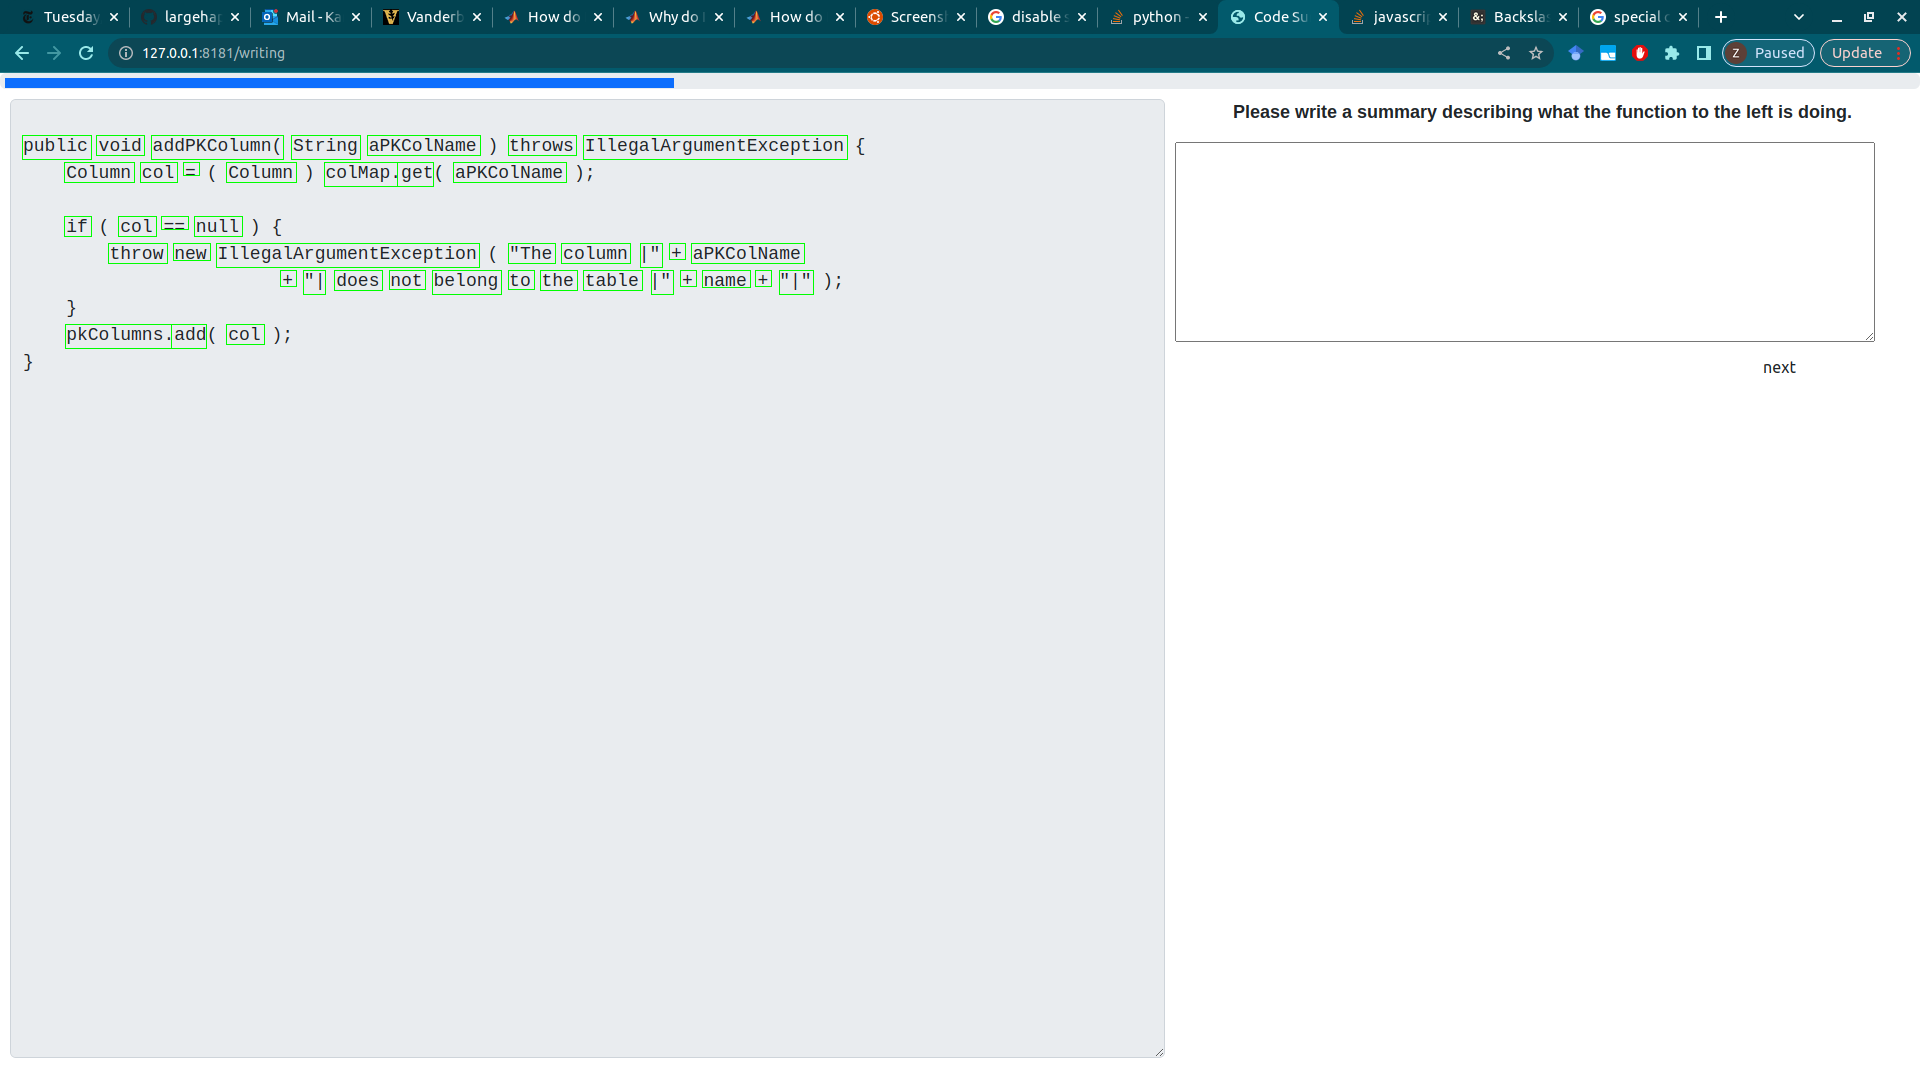 Tuesday
largehap
Mail - Ka
Vanderb
How do
Why do
How do
Screens
disable s
python -
Code Su
javascrip
Backslas
special c
127.0.0.1:8181/writing
Z Paused
Update
public void addPKColumn( String aPKColName ) throws IllegalArgumentException {
Column col = ( Column ) colMap.get( aPKColName );
if ( col == null ) {
throw new IllegalArgumentException ( "The column |" + aPKColName
+ "| does not belong to the table |" + name + "|" );
}
pkColumns.add( col );
}
Please write a summary describing what the function to the left is doing.
next